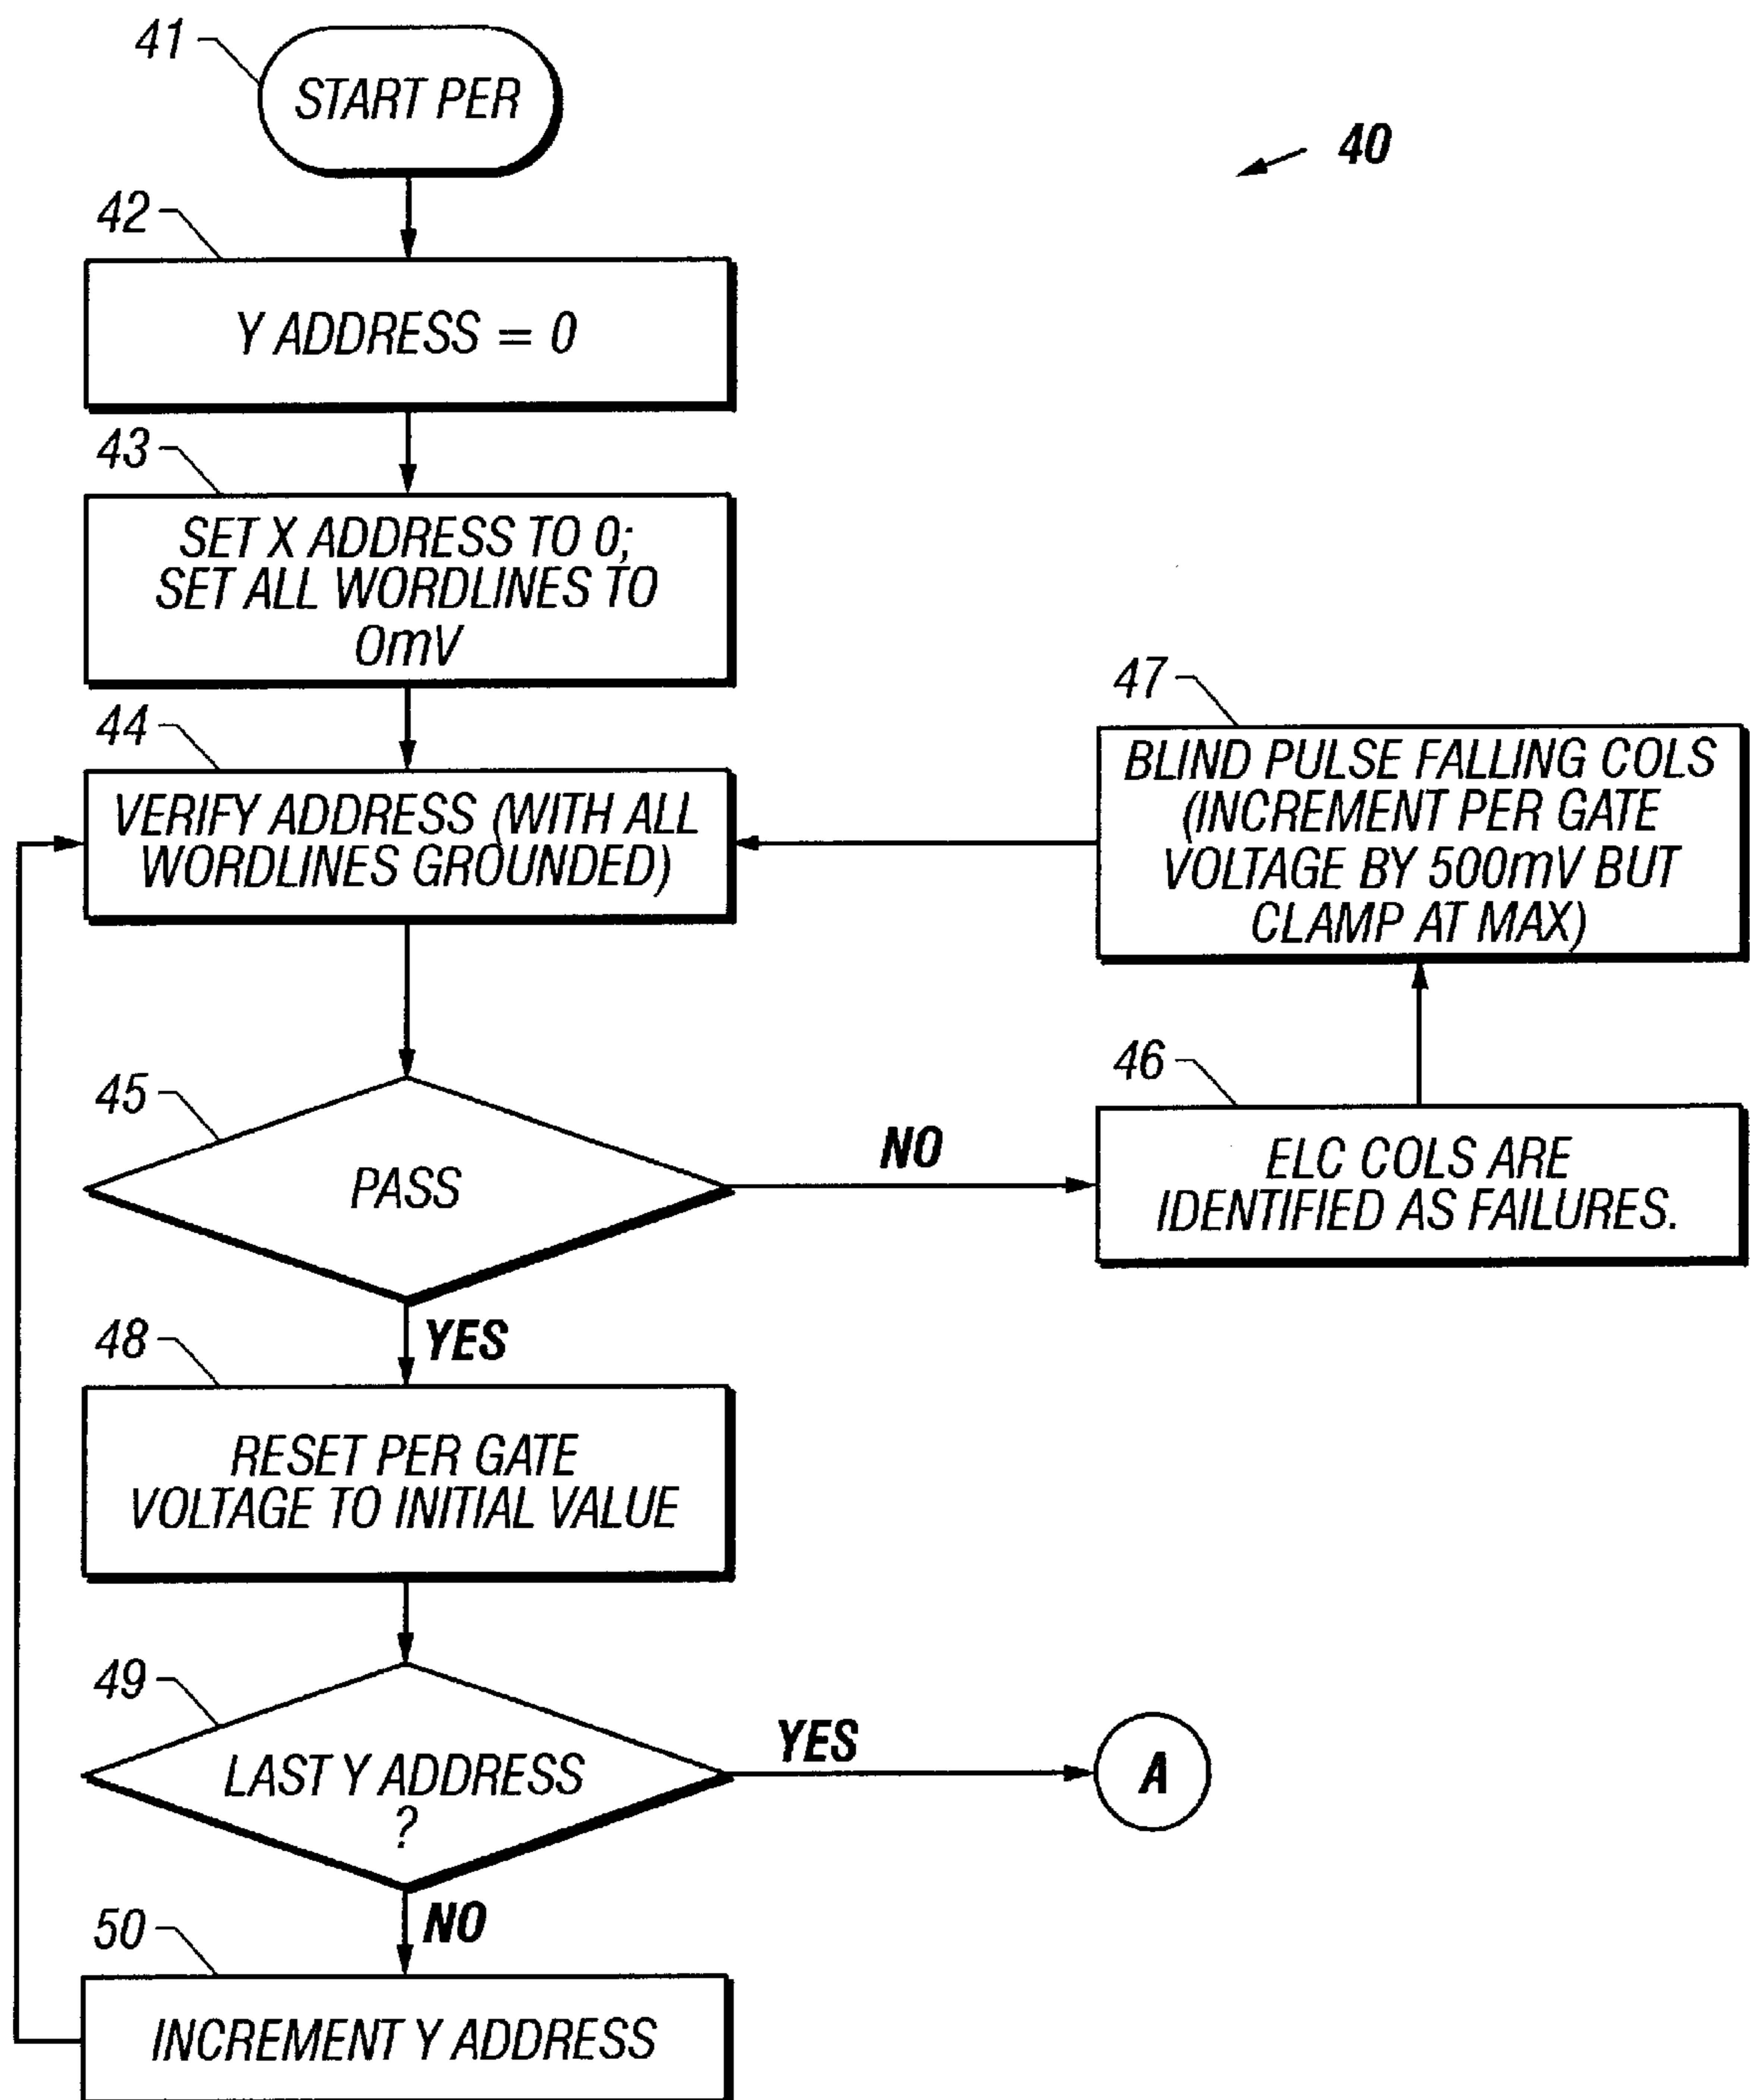 41
START PER
40
42
Y ADDRESS = 0
43
SET X ADDRESS TO 0;
SET ALL WORDLINES TO
0mV
44
VERIFY ADDRESS (WITH ALL
WORDLINES GROUNDED)
47
BLIND PULSE FALLING COLS
(INCREMENT PER GATE
VOLTAGE BY 500mV BUT
CLAMP AT MAX)
45
PASS
NO
46
ELC COLS ARE
IDENTIFIED AS FAILURES.
YES
48
RESET PER GATE
VOLTAGE TO INITIAL VALUE
49
LAST Y ADDRESS
?
YES
A
NO
50
INCREMENT Y ADDRESS